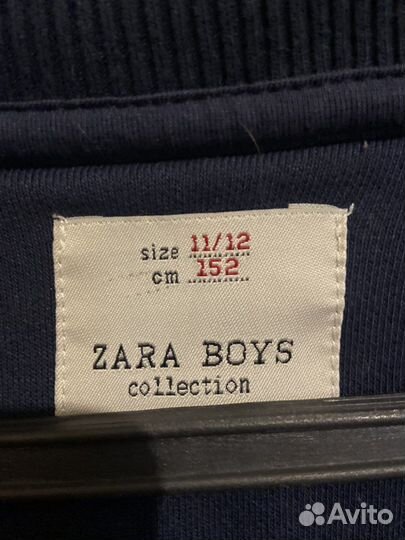 size 11/12
cm 152
ZARA BOYS
collection
Avito